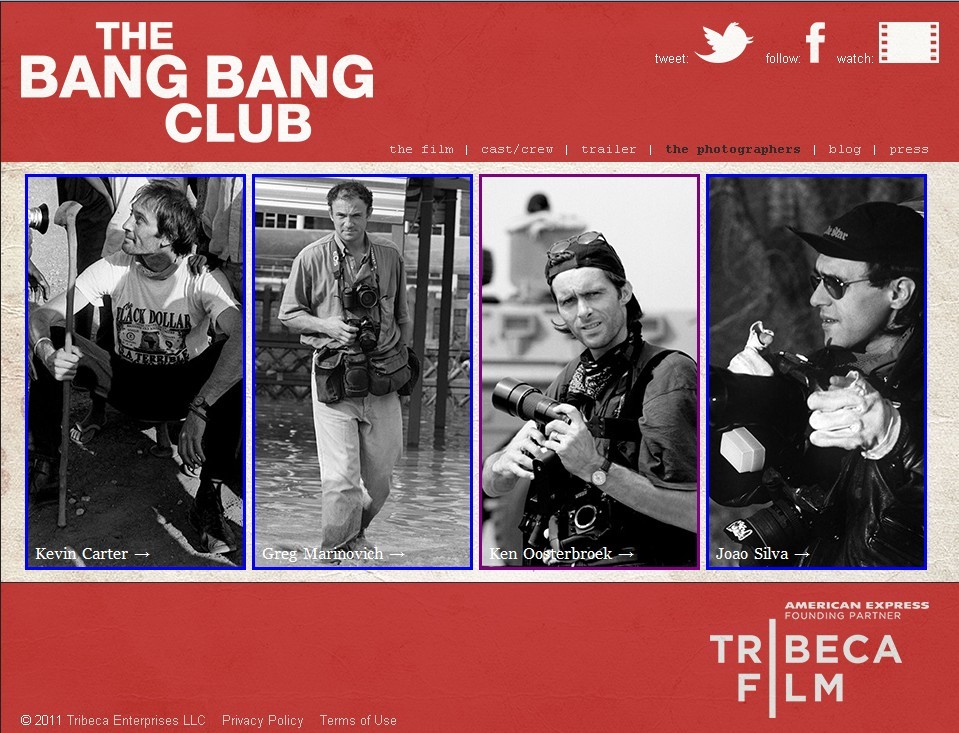 THE
BANG BANG
CLUB
tweet: follow: watch:
the film | cast/crew | trailer | the photographers | blog | press
BLACK DOLLAR
Kevin Carter →
Greg Marinovich →
Ken Oosterbroek →
Joao Silva →
AMERICAN EXPRESS
FOUNDING PARTNER
TRIBECA
FILM
© 2011 Tribeca Enterprises LLC Privacy Policy Terms of Use